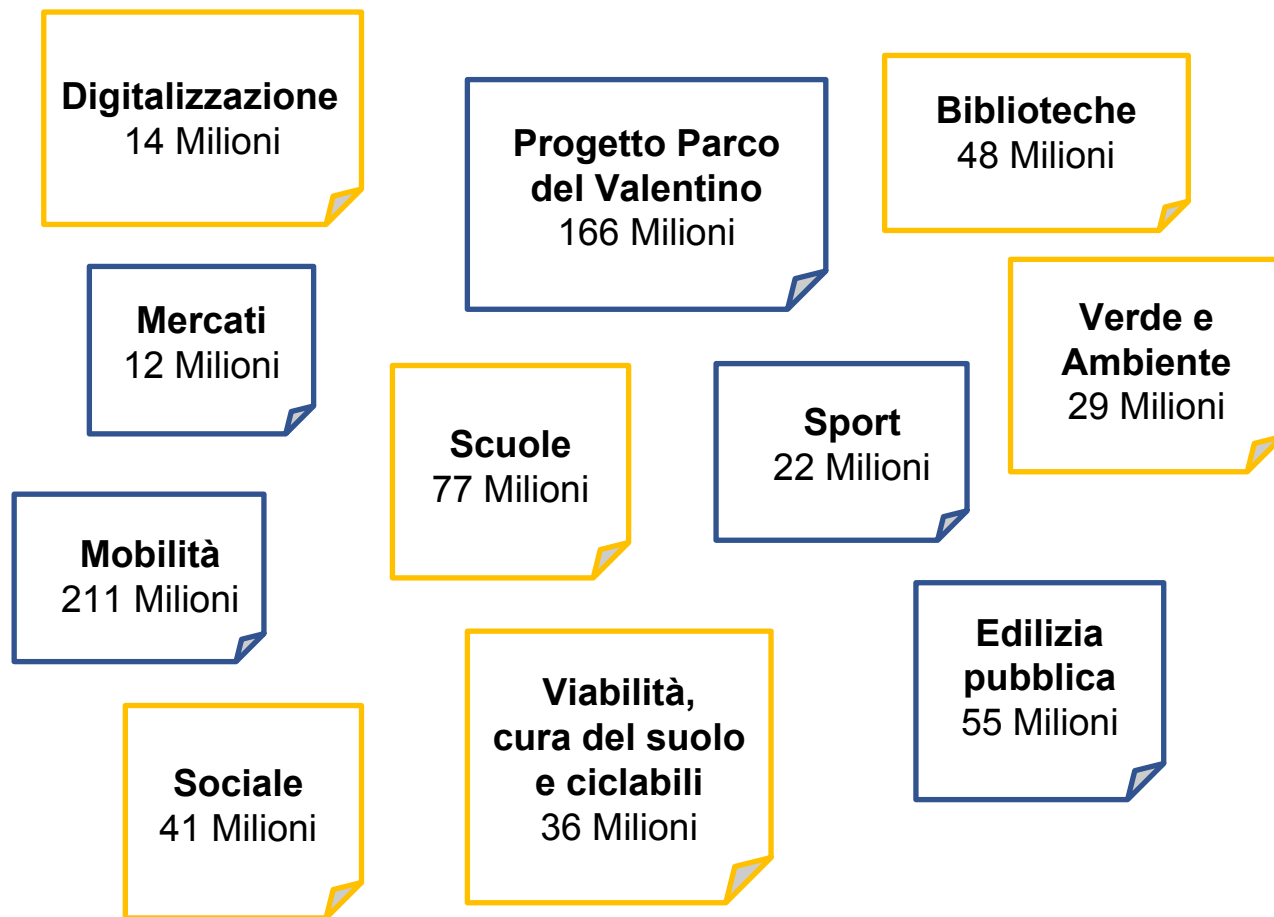 Digitalizzazione
14 Milioni
Progetto Parco
del Valentino
166 Milioni
Biblioteche
48 Milioni
Mercati
12 Milioni
Verde e
Ambiente
29 Milioni
Scuole
77 Milioni
Sport
22 Milioni
Mobilità
211 Milioni
Edilizia
pubblica
55 Milioni
Viabilità,
cura del suolo
e ciclabili
36 Milioni
Sociale
41 Milioni